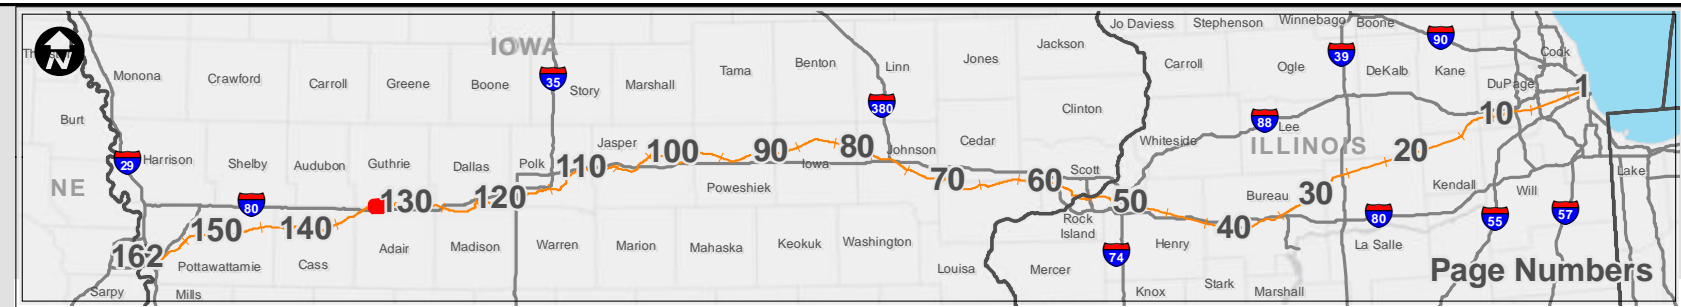 N
IOWA
Monona
Crawford
Carroll
Greene
Boone
35
Story
Marshall
Tama
Benton
Linn
380
Jones
Jackson
Clinton
Jo Daviess
Stephenson
Winnebago
Boone
90
39
Carroll
Ogle
DeKalb
Kane
Cook
DuPage
1
10
Burt
29
Harrison
Shelby
Audubon
Guthrie
Dallas
Polk
110
Jasper
100
90
80
Iowa
Johnson
Cedar
Scott
Whiteside
88
Lee
ILLINOIS
20
Lake
NE
80
130
120
Poweshiek
70
60
50
Bureau
30
Kendall
Will
162
150
140
Adair
Madison
Warren
Marion
Mahaska
Keokuk
Washington
Rock
Island
74
Henry
40
80
La Salle
55
57
Pottawattamie
Cass
Louisa
Mercer
Stark
Page Numbers
Sarpy
Mills
Knox
Marshall